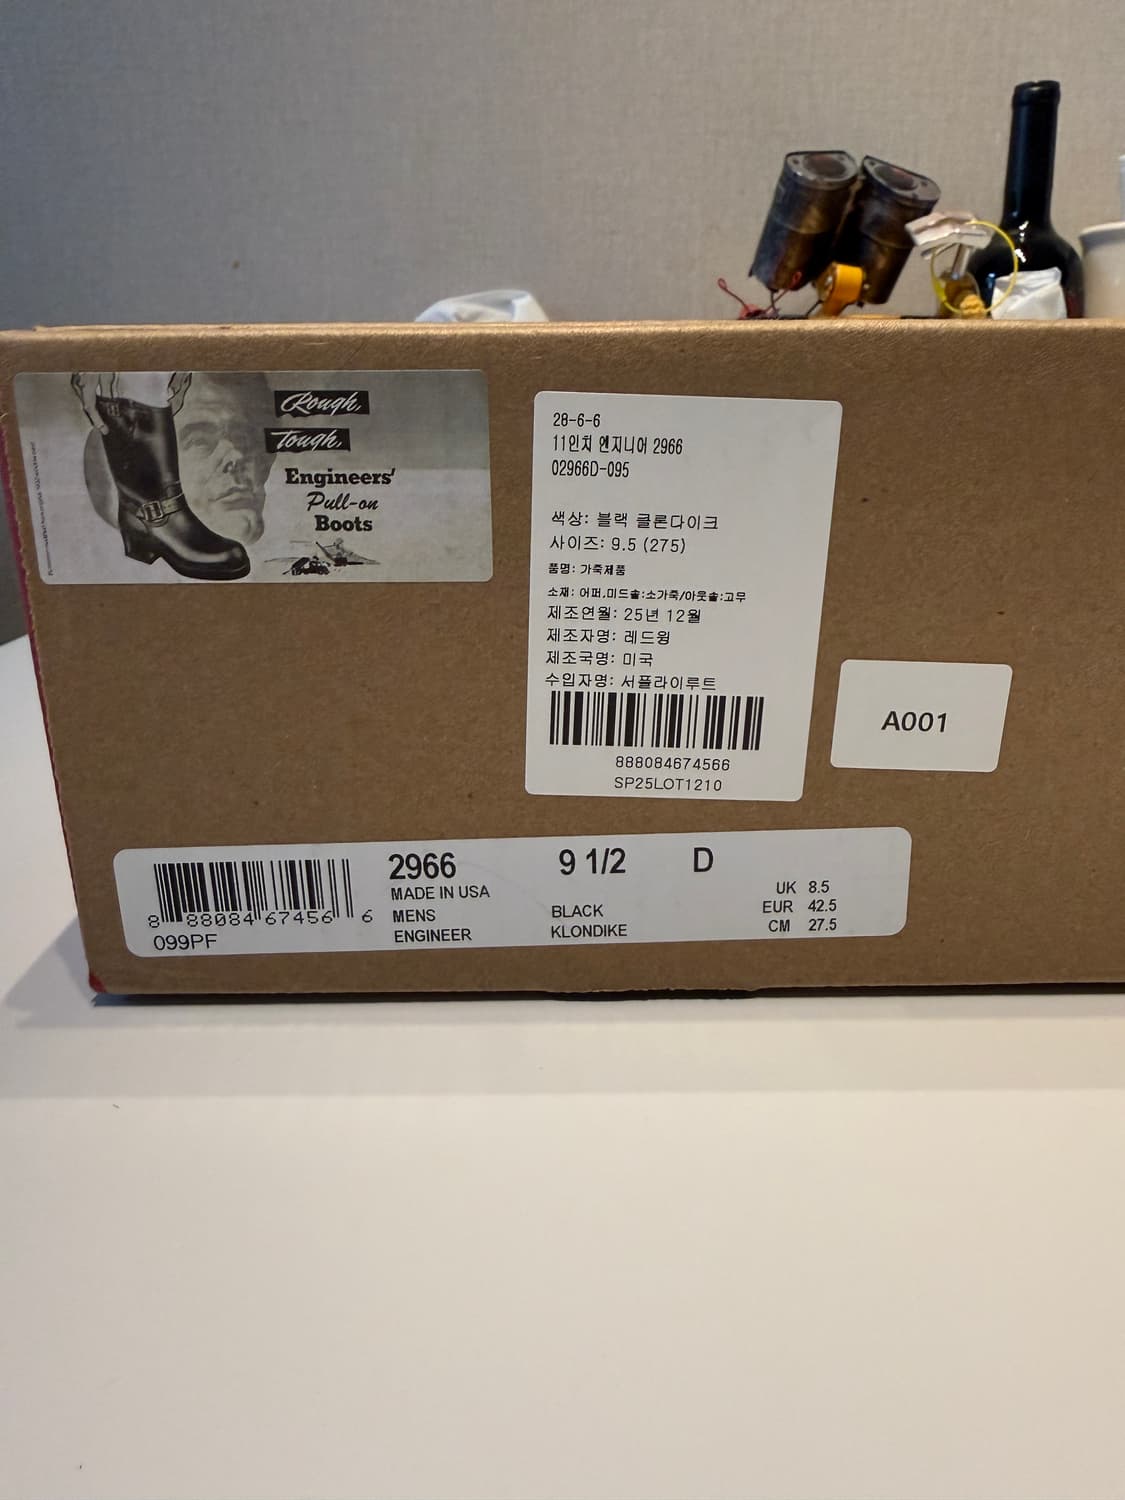 Rough,
Tough,
Engineers'
Pull-on
Boots
28-6-6
11인치 엔지니어 2966
02966D-095
색상: 블랙 클론다이크
사이즈: 9.5 (275)
품명: 가죽제품
소재: 어퍼,미드솔:소가죽/아웃솔:고무
제조연월: 25년 12월
제조자명: 레드윙
제조국명: 미국
수입자명: 서플라이루트
888084674566
SP25LOT1210
A001
2966 9 1/2 D
MADE IN USA
MENS BLACK
ENGINEER KLONDIKE
UK 8.5
EUR 42.5
CM 27.5
8 88084 67456 6
099PF